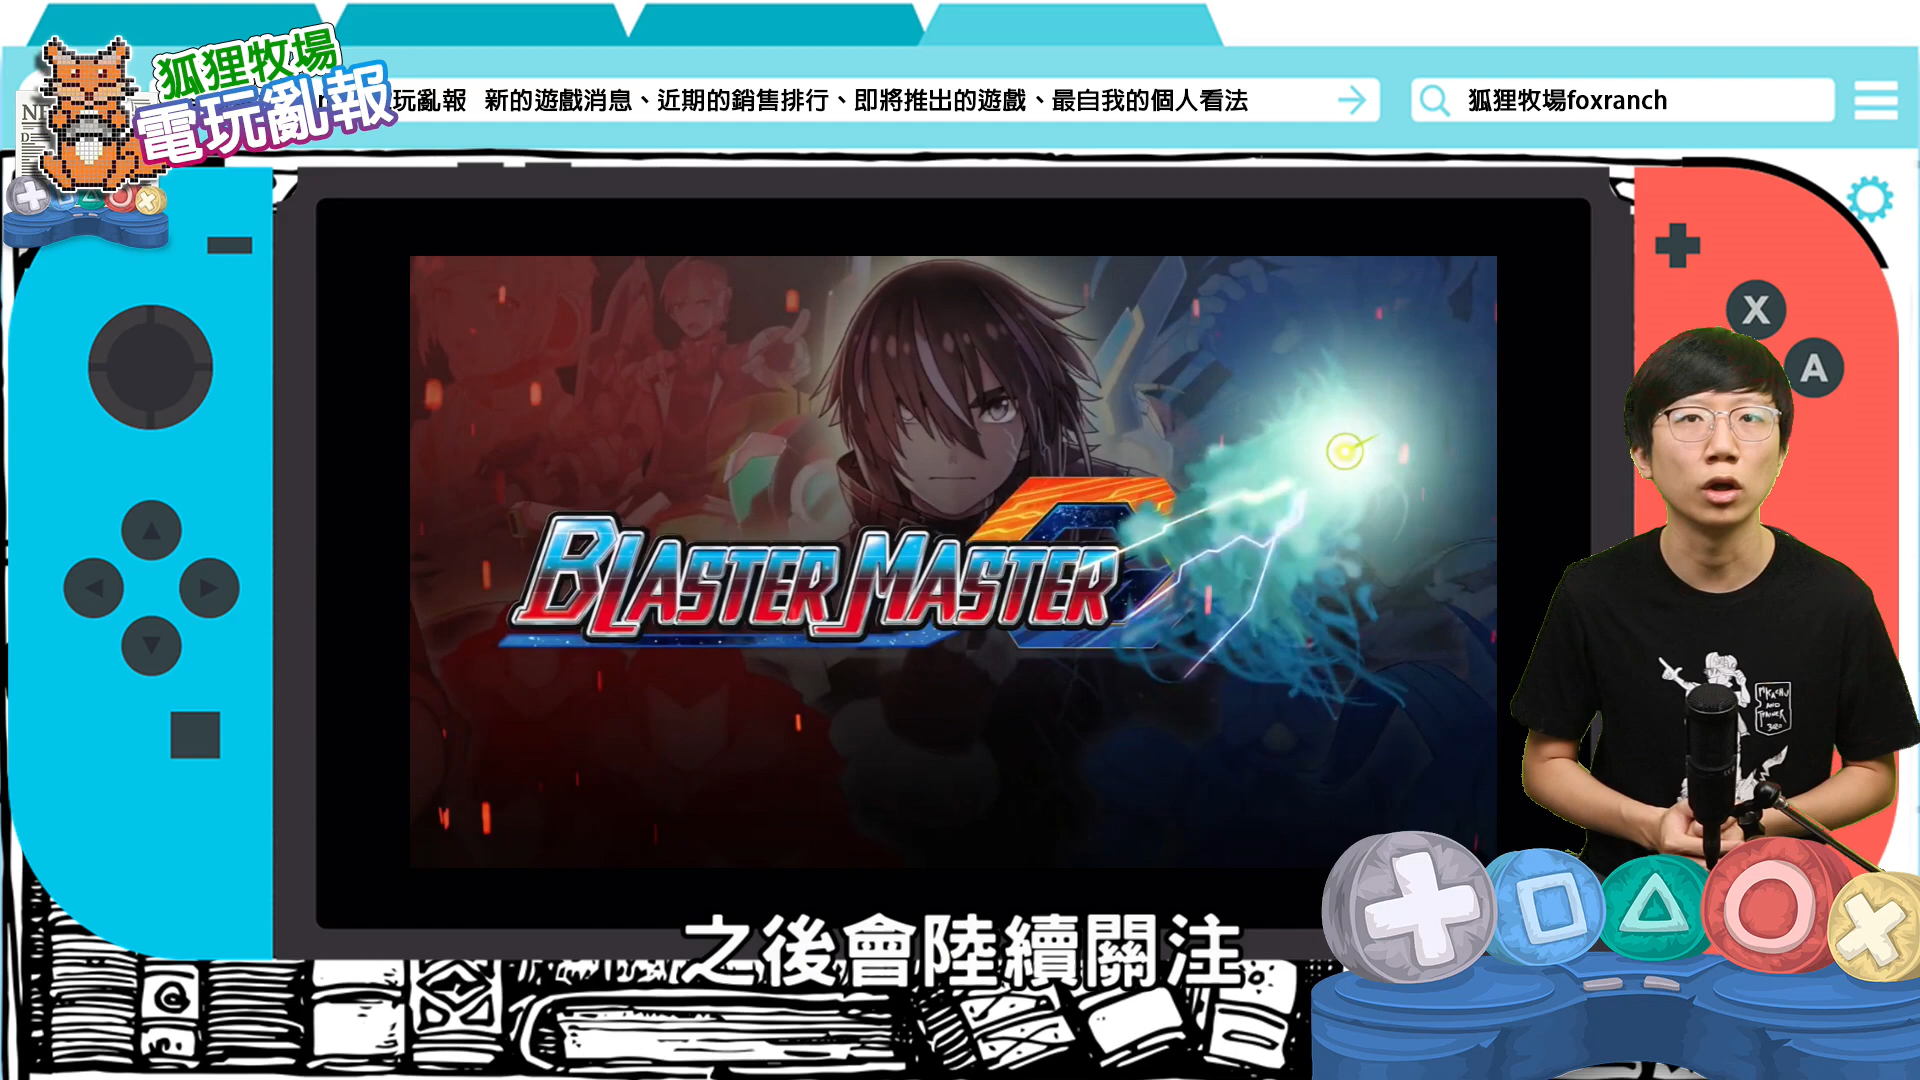 狐狸牧場
電玩亂報
玩亂報 新的遊戲消息、近期的銷售排行、即將推出的遊戲、最自我的個人看法
狐狸牧場foxranch
X
A
BLASTER MASTER
PIKACHU
AND
TRAINER
之後會陸續關注